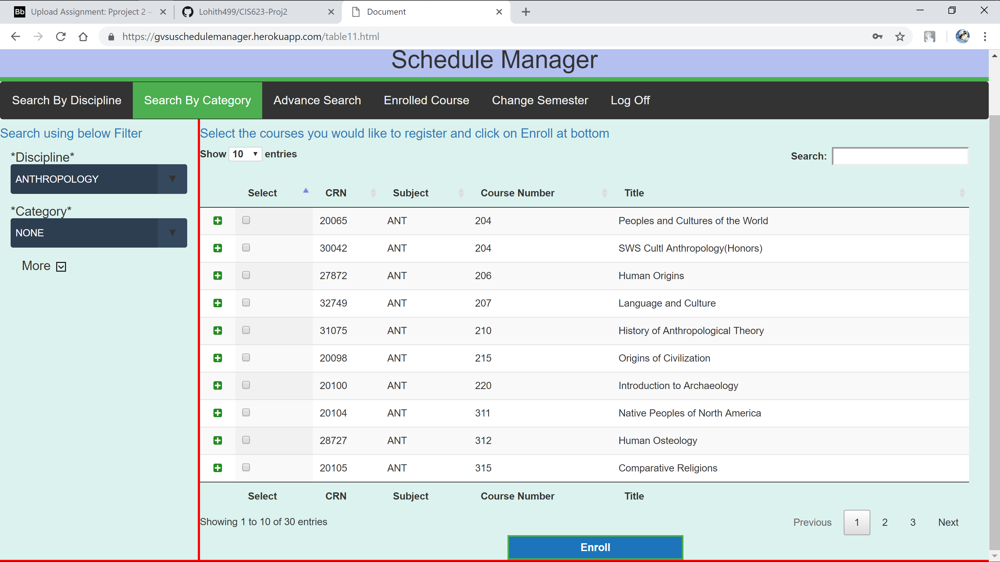 Bb Upload Assignment: Pproject 2 –
Lohith499/CIS623-Proj2
Document
https://gvsuschedulemanager.herokuapp.com/table11.html
Schedule Manager
Search By Discipline Search By Category Advance Search Enrolled Course Change Semester Log Off
Search using below Filter
*Discipline*
ANTHROPOLOGY
*Category*
NONE
More
Select the courses you would like to register and click on Enroll at bottom
Show 10 entries
Search:
Select CRN Subject Course Number Title
20065 ANT 204 Peoples and Cultures of the World
30042 ANT 204 SWS Cultl Anthropology(Honors)
27872 ANT 206 Human Origins
32749 ANT 207 Language and Culture
31075 ANT 210 History of Anthropological Theory
20098 ANT 215 Origins of Civilization
20100 ANT 220 Introduction to Archaeology
20104 ANT 311 Native Peoples of North America
28727 ANT 312 Human Osteology
20105 ANT 315 Comparative Religions
Select CRN Subject Course Number Title
Showing 1 to 10 of 30 entries
Previous 1 2 3 Next
Enroll